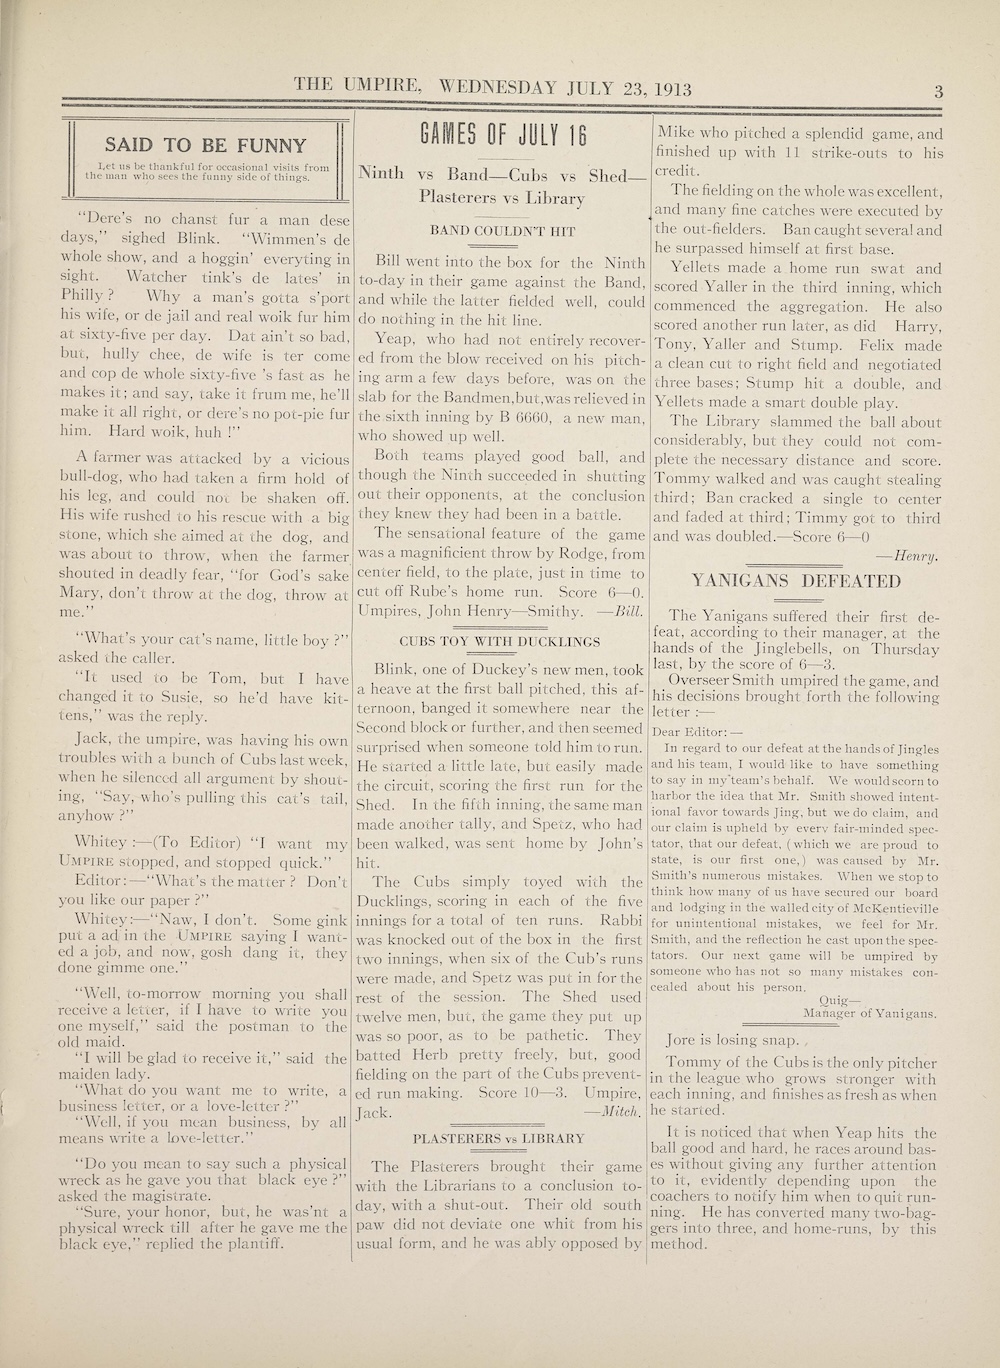 THE UMPIRE, WEDNESDAY JULY 23, 1913
3
SAID TO BE FUNNY
Let us be thankful for occasional visits from
the man who sees the funny side of things.
"Dere's no chanst fur a man dese
days," sighed Blink. "Wimmen's de
whole show, and a hoggin' everyting in
sight. Watcher tink's de lates' in
Philly? Why a man's gotta s'port
his wife, or de jail and real woik fur him
at sixty-five per day. Dat ain't so bad,
but, hully chee, de wife is ter come
and cop de whole sixty-five 's fast as he
makes it; and say, take it frum me, he'll
make it all right, or dere's no pot-pie fur
him. Hard woik, huh!"
A farmer was attacked by a vicious
bull-dog, who had taken a firm hold of
his leg, and could not be shaken off.
His wife rushed to his rescue with a big
stone, which she aimed at the dog, and
was about to throw, when the farmer
shouted in deadly fear, "for God's sake
Mary, don't throw at the dog, throw at
me."
"What's your cat's name, little boy?"
asked the caller.
"It used to be Tom, but I have
changed it to Susie, so he'd have kit-
tens," was the reply.
Jack, the umpire, was having his own
troubles with a bunch of Cubs last week,
when he silenced all argument by shout-
ing, "Say, who's pulling this cat's tail,
anyhow?"
Whitey:—(To Editor) "I want my
UMPIRE stopped, and stopped quick."
Editor:—"What's the matter? Don't
you like our paper?"
Whitey:—"Naw, I don't. Some gink
put a ad in the UMPIRE saying I want-
ed a job, and now, gosh dang it, they
done gimme one."
"Well, to-morrow morning you shall
receive a letter, if I have to write you
one myself," said the postman to the
old maid.
"I will be glad to receive it," said the
maiden lady.
"What do you want me to write, a
business letter, or a love-letter?"
"Well, if you mean business, by all
means write a love-letter."
"Do you mean to say such a physical
wreck as he gave you that black eye?"
asked the magistrate.
"Sure, your honor, but, he was'nt a
physical wreck till after he gave me the
black eye," replied the plantiff.
GAMES OF JULY 16
Ninth vs Band—Cubs vs Shed—
Plasterers vs Library
BAND COULDN'T HIT
Bill went into the box for the Ninth
to-day in their game against the Band,
and while the latter fielded well, could
do nothing in the hit line.
Yeap, who had not entirely recover-
ed from the blow received on his pitch-
ing arm a few days before, was on the
slab for the Bandmen,but,was relieved in
the sixth inning by B 6660, a new man,
who showed up well.
Both teams played good ball, and
though the Ninth succeeded in shutting
out their opponents, at the conclusion
they knew they had been in a battle.
The sensational feature of the game
was a magnificient throw by Rodge, from
center field, to the plate, just in time to
cut off Rube's home run. Score 6—0.
Umpires, John Henry—Smithy. —Bill.
CUBS TOY WITH DUCKLINGS
Blink, one of Duckey's new men, took
a heave at the first ball pitched, this af-
ternoon, banged it somewhere near the
Second block or further, and then seemed
surprised when someone told him to run.
He started a little late, but easily made
the circuit, scoring the first run for the
Shed. In the fifth inning, the same man
made another tally, and Spetz, who had
been walked, was sent home by John's
hit.
The Cubs simply toyed with the
Ducklings, scoring in each of the five
innings for a total of ten runs. Rabbi
was knocked out of the box in the first
two innings, when six of the Cub's runs
were made, and Spetz was put in for the
rest of the session. The Shed used
twelve men, but, the game they put up
was so poor, as to be pathetic. They
batted Herb pretty freely, but, good
fielding on the part of the Cubs prevent-
ed run making. Score 10—3. Umpire,
Jack. —Mitch.
PLASTERERS vs LIBRARY
The Plasterers brought their game
with the Librarians to a conclusion to-
day, with a shut-out. Their old south
paw did not deviate one whit from his
usual form, and he was ably opposed by
Mike who pitched a splendid game, and
finished up with 11 strike-outs to his
credit.
The fielding on the whole was excellent,
and many fine catches were executed by
the out-fielders. Ban caught several and
he surpassed himself at first base.
Yellets made a home run swat and
scored Yaller in the third inning, which
commenced the aggregation. He also
scored another run later, as did Harry,
Tony, Yaller and Stump. Felix made
a clean cut to right field and negotiated
three bases; Stump hit a double, and
Yellets made a smart double play.
The Library slammed the ball about
considerably, but they could not com-
plete the necessary distance and score.
Tommy walked and was caught stealing
third; Ban cracked a single to center
and faded at third; Timmy got to third
and was doubled.—Score 6—0
—Henry.
YANIGANS DEFEATED
The Yanigans suffered their first de-
feat, according to their manager, at the
hands of the Jinglebells, on Thursday
last, by the score of 6—3.
Overseer Smith umpired the game, and
his decisions brought forth the following
letter:—
Dear Editor:—
In regard to our defeat at the hands of Jingles
and his team, I would like to have something
to say in my team's behalf. We would scorn to
harbor the idea that Mr. Smith showed intent-
ional favor towards Jing, but we do claim, and
our claim is upheld by every fair-minded spec-
tator, that our defeat, (which we are proud to
state, is our first one,) was caused by Mr.
Smith's numerous mistakes. When we stop to
think how many of us have secured our board
and lodging in the walled city of McKentieville
for unintentional mistakes, we feel for Mr.
Smith, and the reflection he cast upon the spec-
tators. Our next game will be umpired by
someone who has not so many mistakes con-
cealed about his person.
Quig—
Manager of Yanigans.
Jore is losing snap.
Tommy of the Cubs is the only pitcher
in the league who grows stronger with
each inning, and finishes as fresh as when
he started.
It is noticed that when Yeap hits the
ball good and hard, he races around bas-
es without giving any further attention
to it, evidently depending upon the
coachers to notify him when to quit run-
ning. He has converted many two-bag-
gers into three, and home-runs, by this
method.